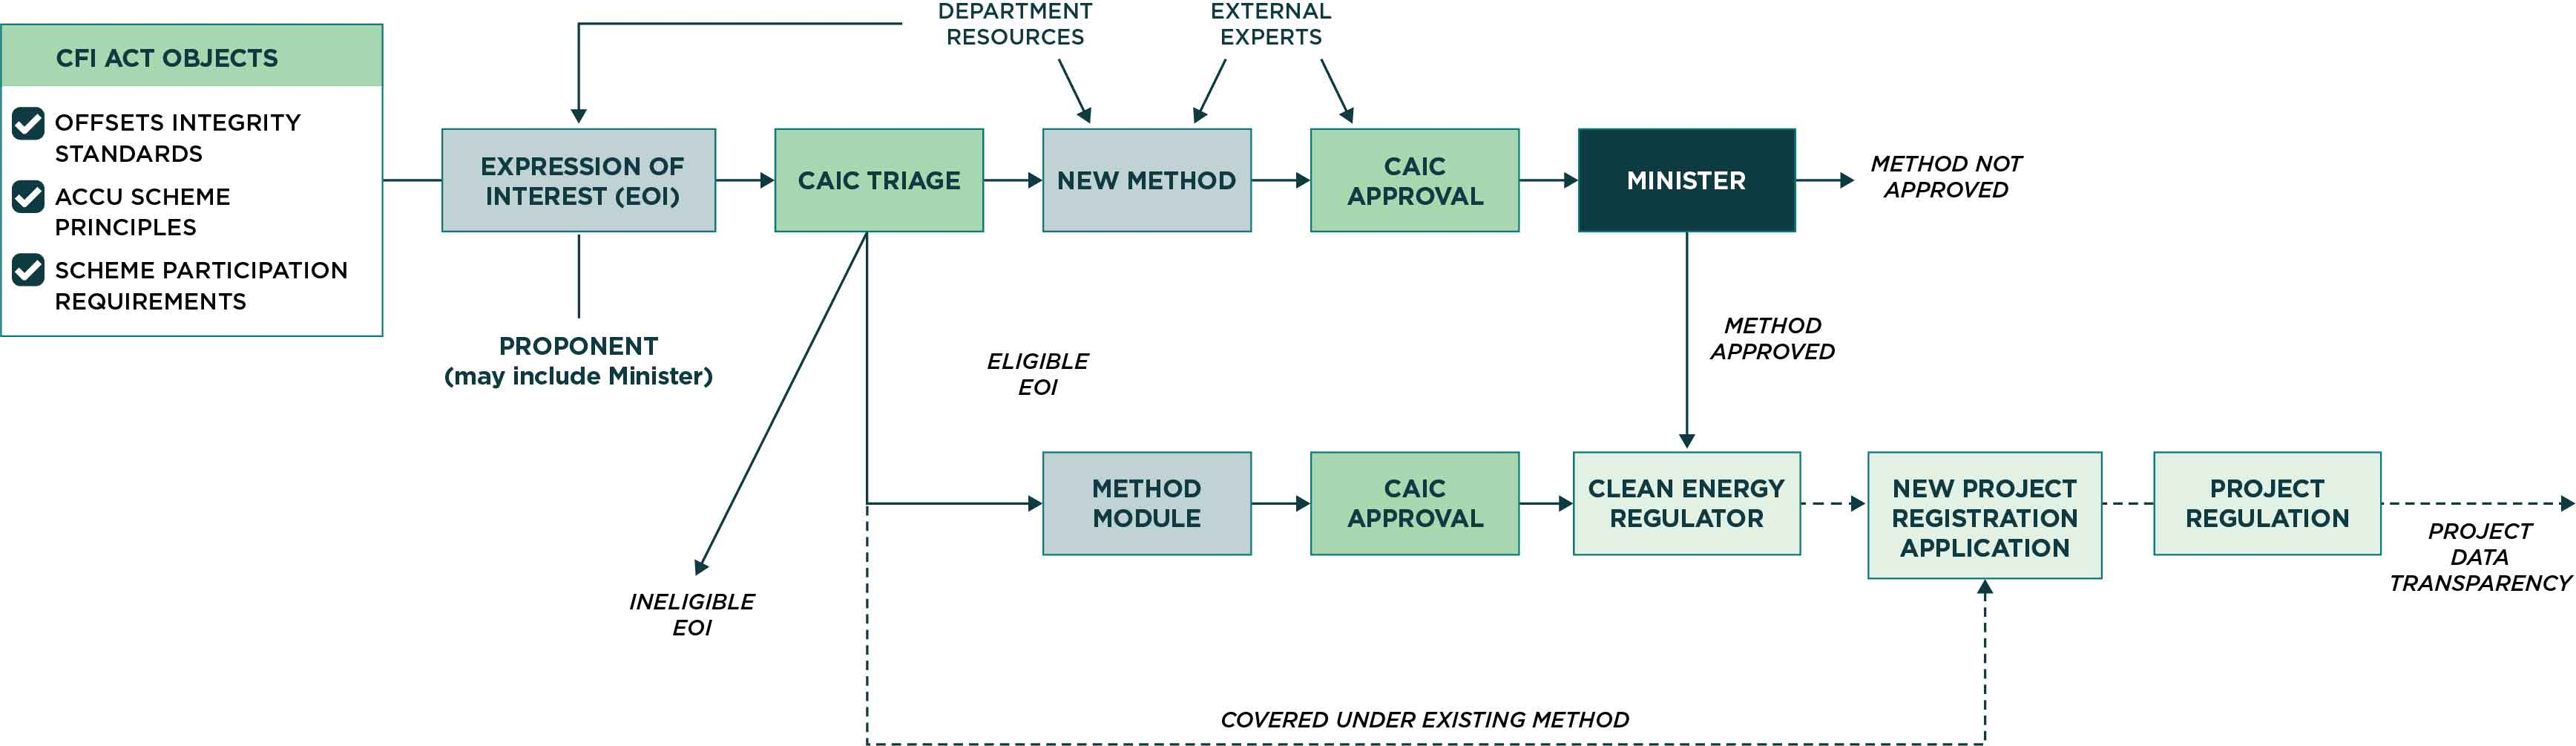 DEPARTMENT
RESOURCES
EXTERNAL
EXPERTS
CFI ACT OBJECTS
OFFSETS INTEGRITY
STANDARDS
ACCU SCHEME
PRINCIPLES
SCHEME PARTICIPATION
REQUIREMENTS
EXPRESSION OF
INTEREST (EOI)
CAIC TRIAGE
NEW METHOD
CAIC
APPROVAL
MINISTER
METHOD NOT
APPROVED
PROPONENT
(may include Minister)
ELIGIBLE
EOI
METHOD
APPROVED
INELIGIBLE
EOI
METHOD
MODULE
CAIC
APPROVAL
CLEAN ENERGY
REGULATOR
NEW PROJECT
REGISTRATION
APPLICATION
PROJECT
REGULATION
PROJECT
DATA
TRANSPARENCY
COVERED UNDER EXISTING METHOD